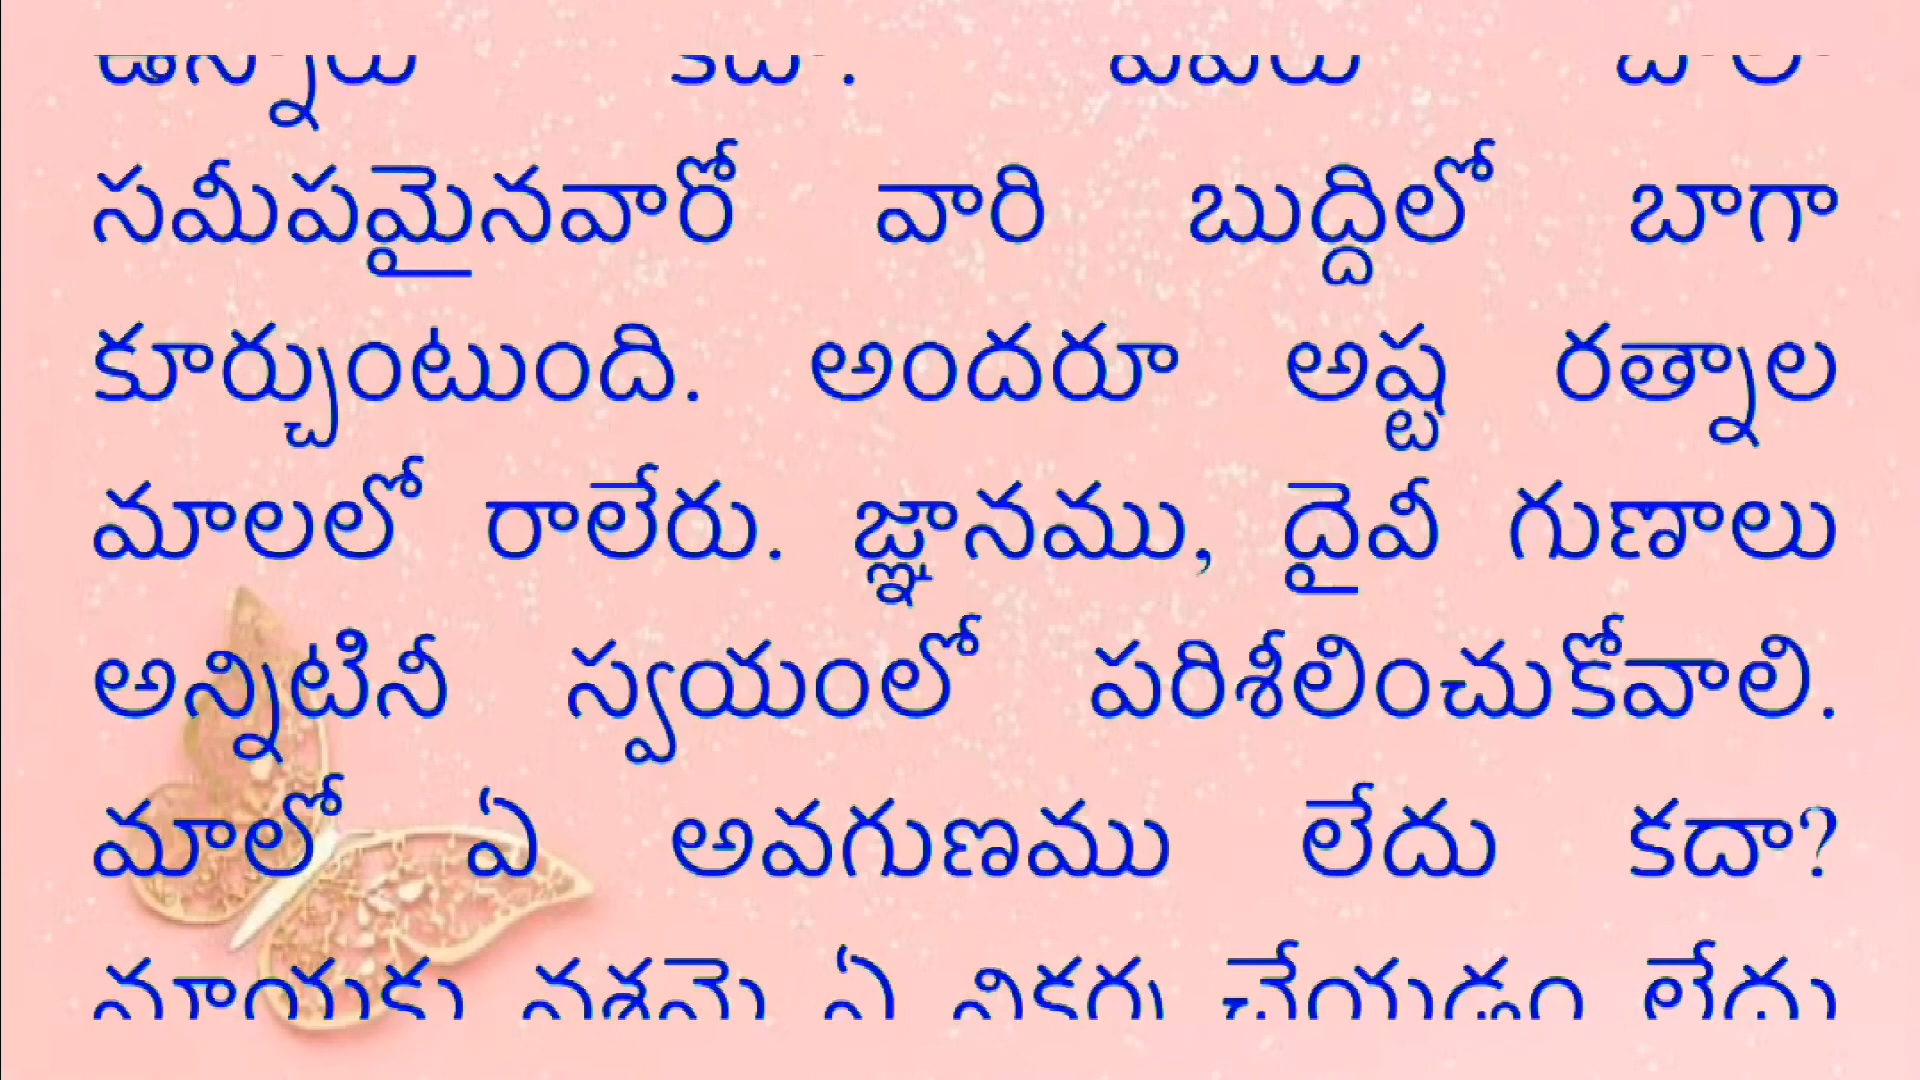 సమీపమైనవారో వారి బుద్దిలో బాగా
కూర్చుంటుంది. అందరూ అష్ట రత్నాల
మాలలో రాలేరు. జ్ఞానము, దైవీ గుణాలు
అన్నిటినీ స్వయంలో పరిశీలించుకోవాలి.
మాలో ఏ అవగుణము లేదు కదా?